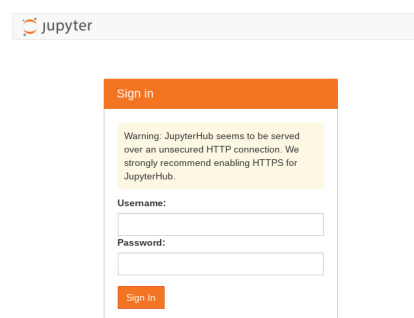 jupyter
Sign in
Warning: JupyterHub seems to be served
over an unsecured HTTP connection. We
strongly recommend enabling HTTPS for
JupyterHub.
Username:
Password:
Sign In